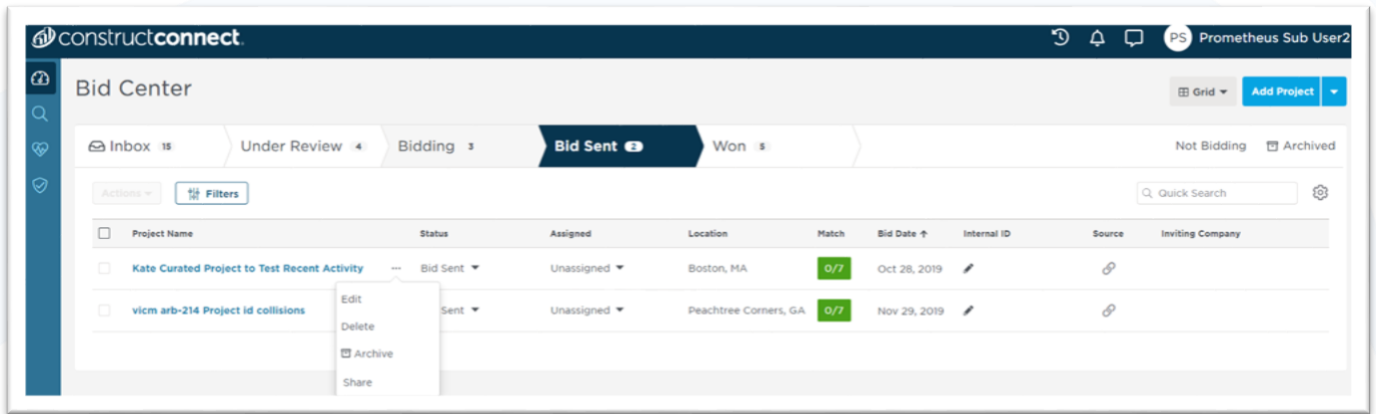 constructconnect.
PS Prometheus Sub User2
Bid Center
Grid Add Project
Inbox 15 Under Review 4 Bidding 3 Bid Sent 2 Won 5 Not Bidding Archived
Actions Filters Quick Search
Project Name Status Assigned Location Match Bid Date ↑ Internal ID Source Inviting Company
Kate Curated Project to Test Recent Activity ... Bid Sent Unassigned Boston, MA 0/7 Oct 28, 2019
vicm arb-214 Project id collisions Sent Unassigned Peachtree Corners, GA 0/7 Nov 29, 2019
Edit
Delete
Archive
Share